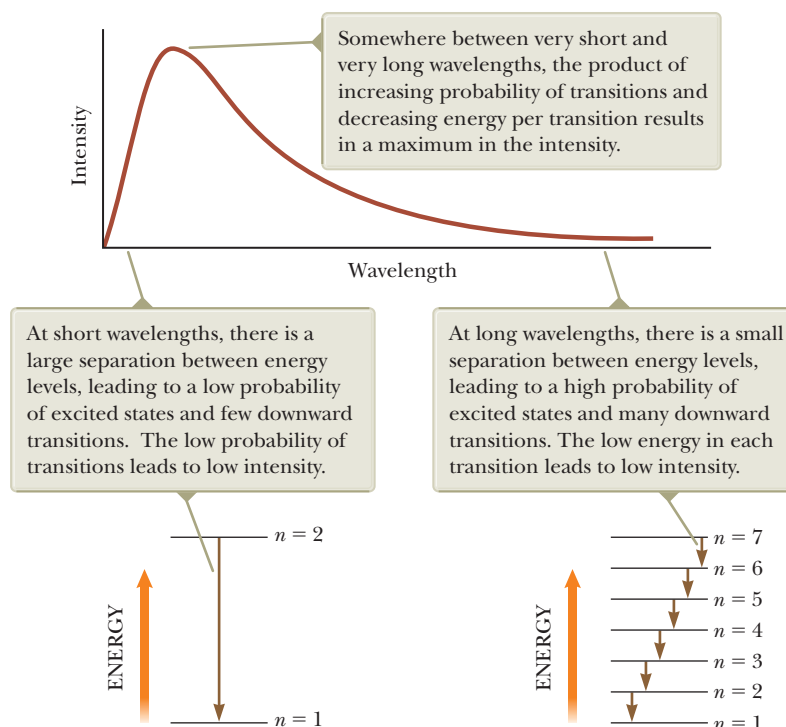 Somewhere between very short and
very long wavelengths, the product of
increasing probability of transitions and
decreasing energy per transition results
in a maximum in the intensity.
Intensity
Wavelength
At short wavelengths, there is a
large separation between energy
levels, leading to a low probability
of excited states and few downward
transitions.  The low probability of
transitions leads to low intensity.
At long wavelengths, there is a small
separation between energy levels,
leading to a high probability of
excited states and many downward
transitions. The low energy in each
transition leads to low intensity.
ENERGY
n = 2
n = 1
ENERGY
n = 7
n = 6
n = 5
n = 4
n = 3
n = 2
n = 1